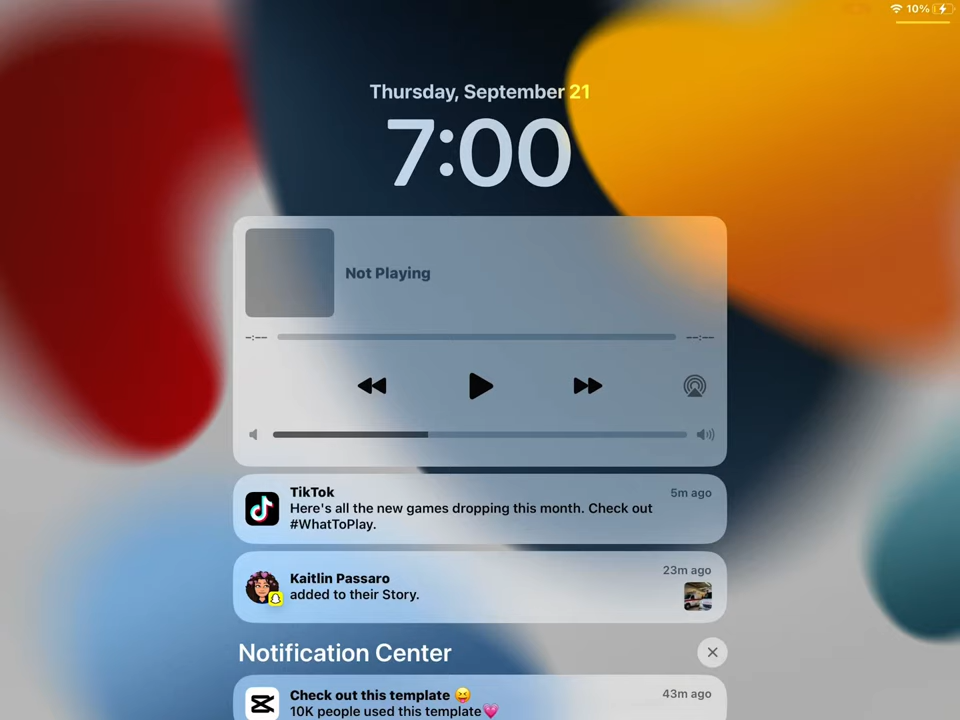 10%
Thursday, September 21
7:00
Not Playing
-:-- --:--
TikTok 5m ago
Here's all the new games dropping this month. Check out
#WhatToPlay.
Kaitlin Passaro 23m ago
added to their Story.
Notification Center
Check out this template 😝 43m ago
10K people used this template💗